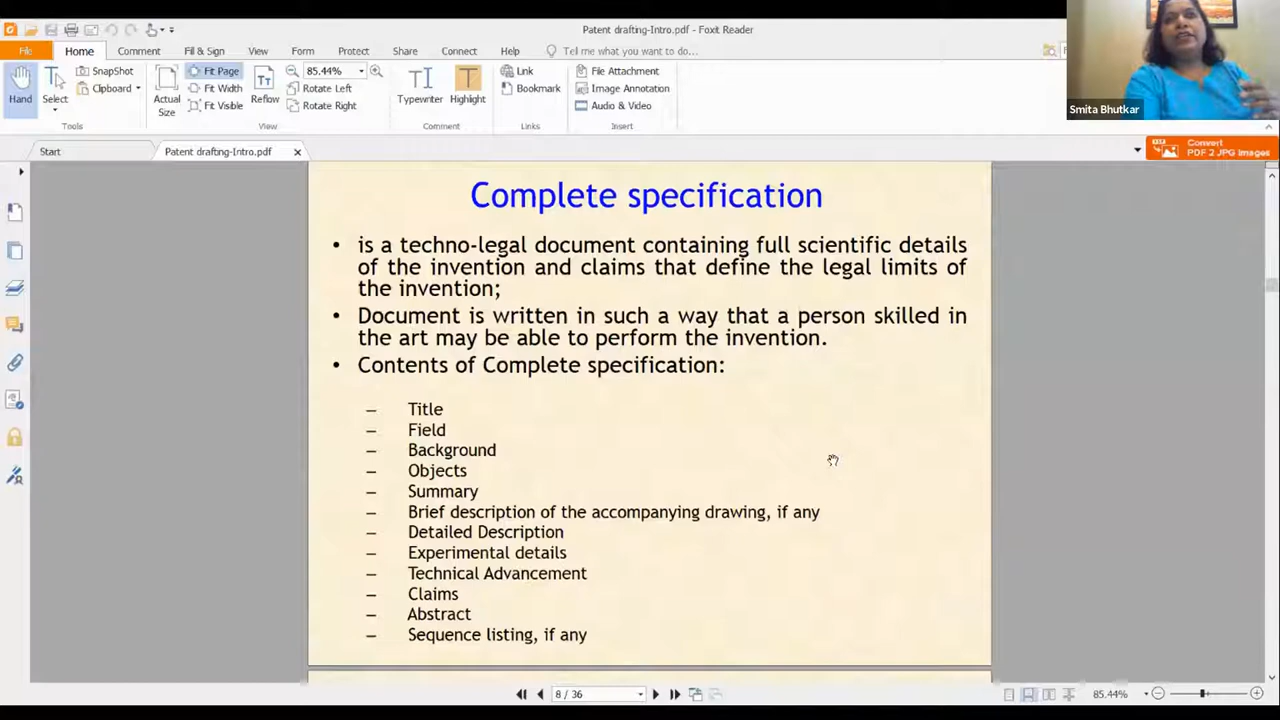 Patent drafting-Intro.pdf - Foxit Reader
File Home Comment Fill & Sign View Form Protect Share Connect Help Tell me what you want to do...
Hand
Select
SnapShot
Clipboard
Tools
Actual Size
Fit Page
Fit Width
Fit Visible
Reflow
85.44%
Rotate Left
Rotate Right
View
Typewriter
Highlight
Comment
Link
Bookmark
Links
File Attachment
Image Annotation
Audio & Video
Insert
Smita Bhutkar
Start
Patent drafting-Intro.pdf
Convert
PDF 2 JPG Images
Complete specification
• is a techno-legal document containing full scientific details
of the invention and claims that define the legal limits of
the invention;
• Document is written in such a way that a person skilled in
the art may be able to perform the invention.
• Contents of Complete specification:
– Title
– Field
– Background
– Objects
– Summary
– Brief description of the accompanying drawing, if any
– Detailed Description
– Experimental details
– Technical Advancement
– Claims
– Abstract
– Sequence listing, if any
8 / 36
85.44%